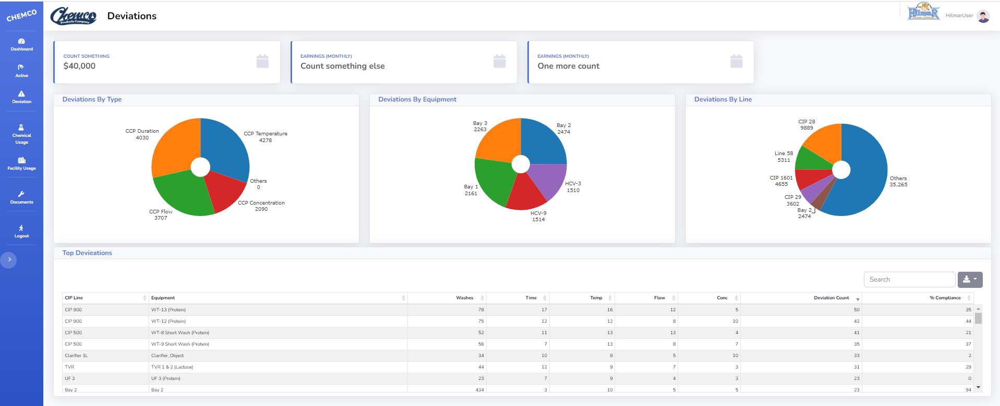 CHEMCO
Dashboard
Active
Deviation
Chemical
Usage
Facility Usage
Documents
Logout
Chemco
Products Company
Deviations
Hilmar
CHEESE COMPANY
HilmarUser
COUNT SOMETHING
$40,000
EARNINGS (MONTHLY)
Count something else
EARNINGS (MONTHLY)
One more count
Deviations By Type
CCP Duration
4030
CCP Temperature
4278
Others
0
CCP Concentration
2090
CCP Flow
3707
Deviations By Equipment
Bay 3
2263
Bay 2
2474
HCV-3
1510
Bay 1
2161
HCV-9
1514
Deviations By Line
CIP 28
9889
Line 58
5311
CIP 1601
4655
CIP 29
3602
Bay 2
2474
Others
35,265
Top Devieations
Search
CIP Line Equipment Washes Time Temp Flow Conc Deviation Count % Compliance
CIP 900 WT-13 (Protein) 78 17 16 12 5 50 35
CIP 900 WT-12 (Protein) 75 12 12 8 10 42 44
CIP 500 WT-8 Short Wash (Protein) 52 11 13 13 4 41 21
CIP 500 WT-9 Short Wash (Protein) 56 7 13 8 7 35 37
Clarifier 1L Clarifier_Object 34 10 8 5 10 33 2
TVR TVR 1 & 2 (Lactose) 44 12 9 7 3 31 29
UF 3 UF 3 (Protein) 23 7 9 4 3 23 0
Bay 2 Bay 2 434 3 10 5 5 23 94